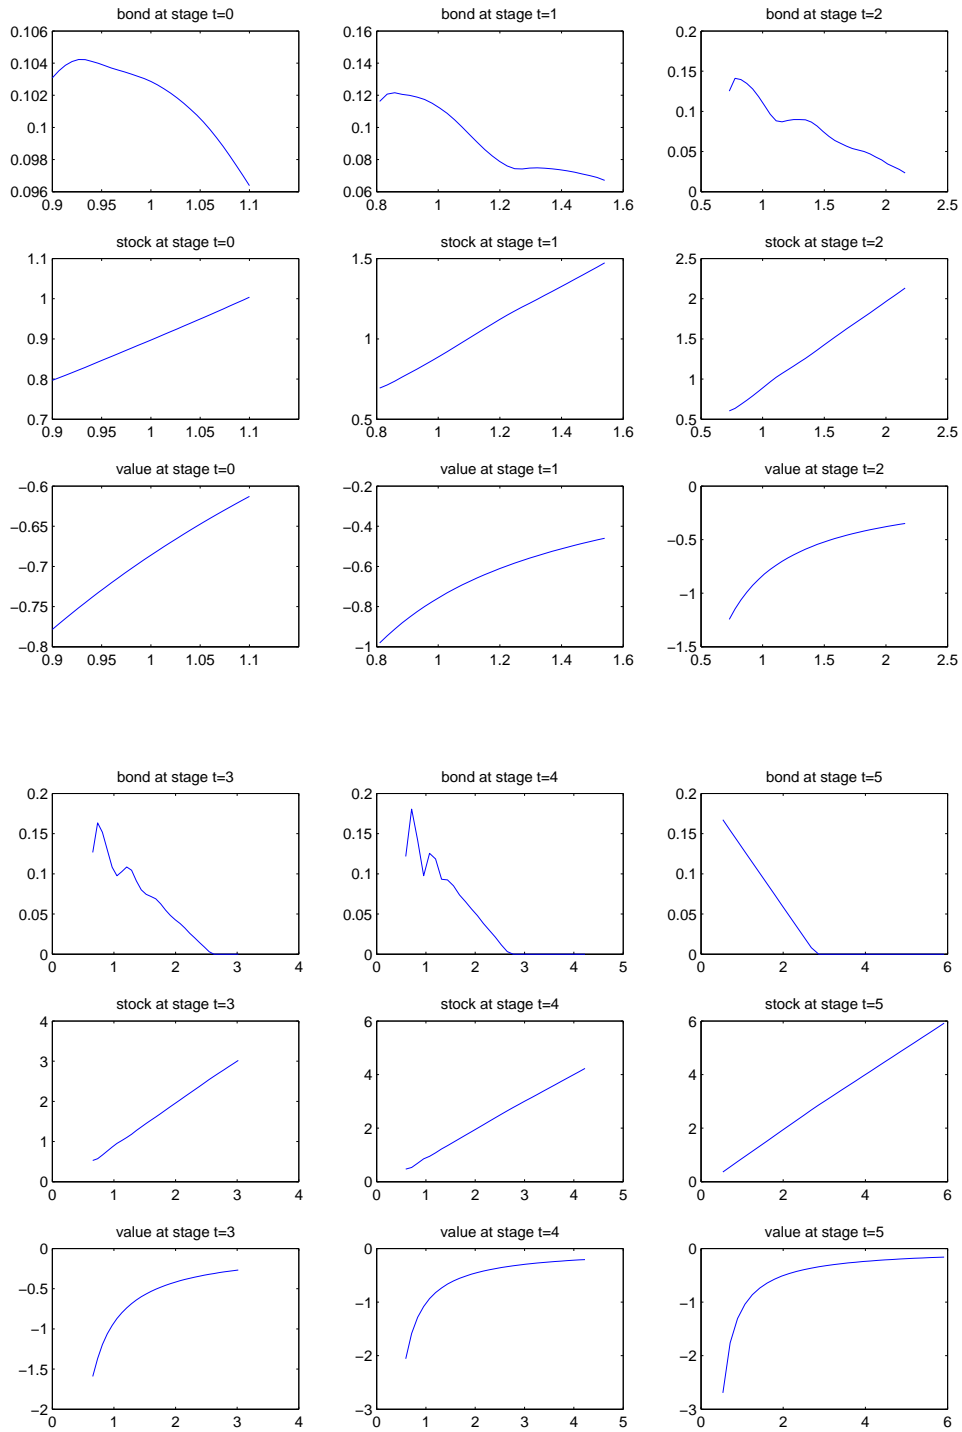 bond at stage t=0
0.106
0.104
0.102
0.1
0.098
0.096
0.9 0.95 1 1.05 1.1
bond at stage t=1
0.16
0.14
0.12
0.1
0.08
0.06
0.8 1 1.2 1.4 1.6
bond at stage t=2
0.2
0.15
0.1
0.05
0
0.5 1 1.5 2 2.5
stock at stage t=0
1.1
1
0.9
0.8
0.7
0.9 0.95 1 1.05 1.1
stock at stage t=1
1.5
1
0.5
0.8 1 1.2 1.4 1.6
stock at stage t=2
2.5
2
1.5
1
0.5
0.5 1 1.5 2 2.5
value at stage t=0
−0.6
−0.65
−0.7
−0.75
−0.8
0.9 0.95 1 1.05 1.1
value at stage t=1
−0.2
−0.4
−0.6
−0.8
−1
0.8 1 1.2 1.4 1.6
value at stage t=2
0
−0.5
−1
−1.5
0.5 1 1.5 2 2.5
bond at stage t=3
0.2
0.15
0.1
0.05
0
0 1 2 3 4
bond at stage t=4
0.2
0.15
0.1
0.05
0
0 1 2 3 4 5
bond at stage t=5
0.2
0.15
0.1
0.05
0
0 2 4 6
stock at stage t=3
4
3
2
1
0
0 1 2 3 4
stock at stage t=4
6
4
2
0
0 1 2 3 4 5
stock at stage t=5
6
4
2
0
0 2 4 6
value at stage t=3
0
−0.5
−1
−1.5
−2
0 1 2 3 4
value at stage t=4
0
−1
−2
−3
0 1 2 3 4 5
value at stage t=5
0
−1
−2
−3
0 2 4 6